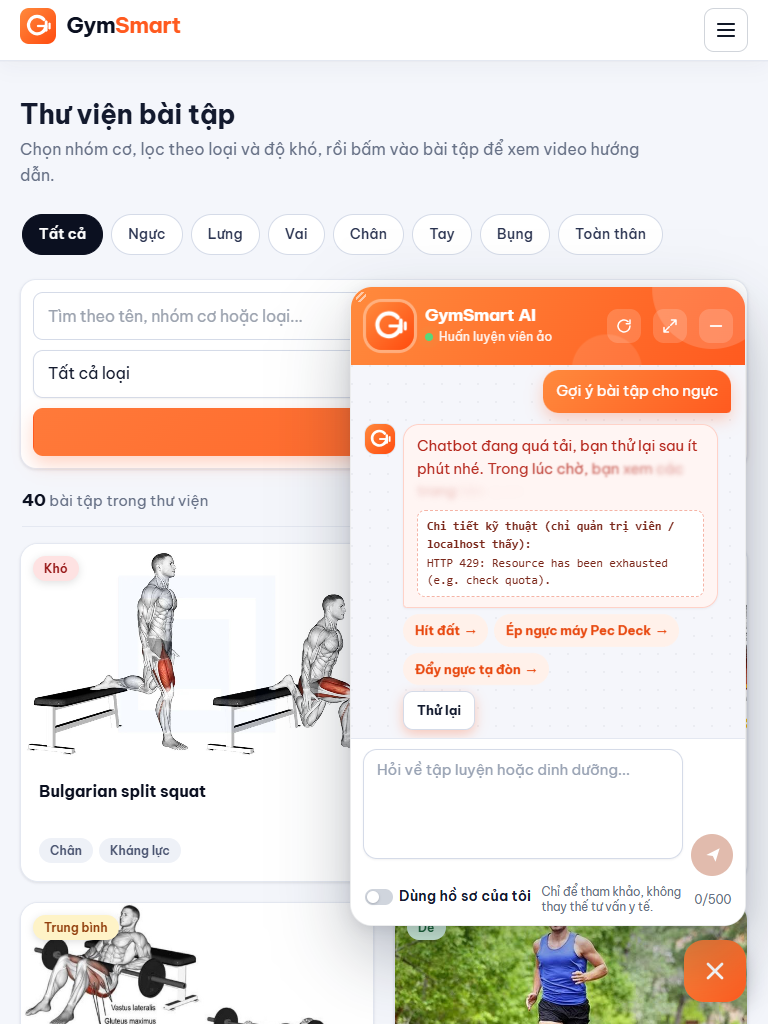 GymSmart
Thư viện bài tập
Chọn nhóm cơ, lọc theo loại và độ khó, rồi bấm vào bài tập để xem video hướng
dẫn.
Tất cả
Ngực
Lưng
Vai
Chân
Tay
Bụng
Toàn thân
Tìm theo tên, nhóm cơ hoặc loại...
Tất cả loại
40 bài tập trong thư viện
Khó
Bulgarian split squat
Chân
Kháng lực
Trung bình
Vastus lateralis
Gluteus maximus
GymSmart AI
Huấn luyện viên ảo
Gợi ý bài tập cho ngực
Chatbot đang quá tải, bạn thử lại sau ít
phút nhé. Trong lúc chờ, bạn xem các
Chi tiết kỹ thuật (chỉ quản trị viên /
localhost thấy):
HTTP 429: Resource has been exhausted
(e.g. check quota).
Hít đất →
Ép ngực máy Pec Deck →
Đẩy ngực tạ đòn →
Thử lại
Hỏi về tập luyện hoặc dinh dưỡng...
Dùng hồ sơ của tôi
Chỉ để tham khảo, không
thay thế tư vấn y tế.
0/500
Dễ